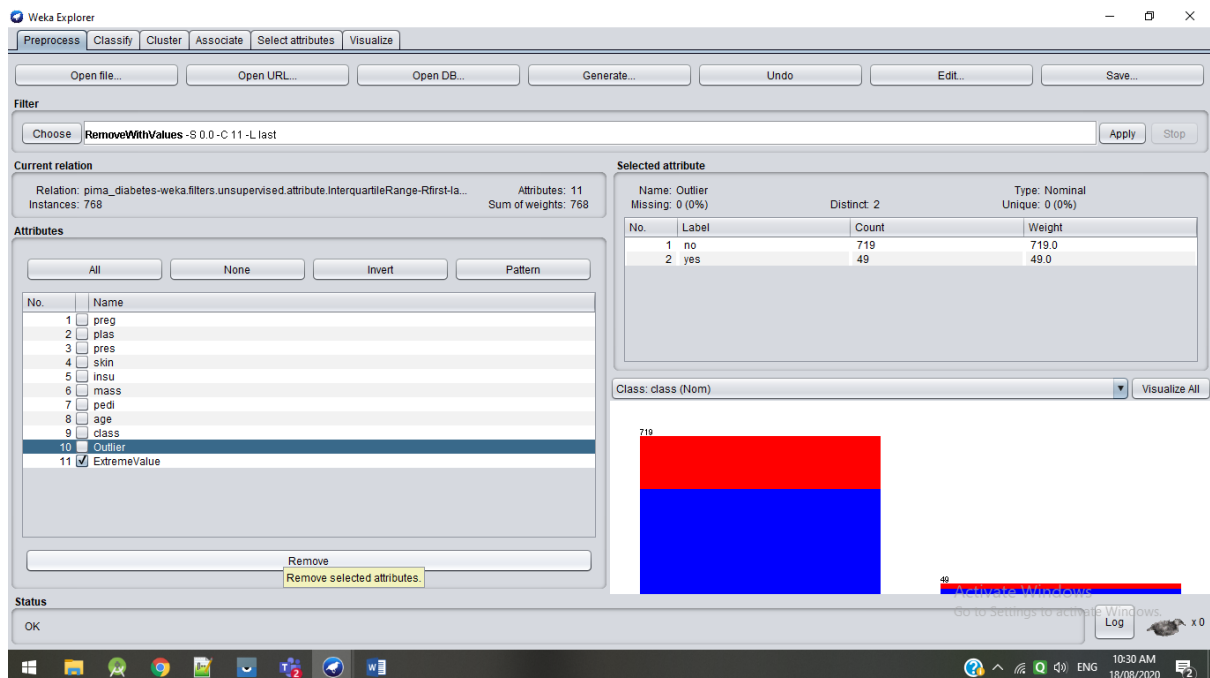 Weka Explorer
Preprocess Classify Cluster Associate Select attributes Visualize
Open file... Open URL... Open DB... Generate... Undo Edit... Save...
Filter
Choose RemoveWithValues -S 0.0 -C 11 -L last Apply Stop
Current relation
Relation: pima_diabetes-weka.filters.unsupervised.attribute.InterquartileRange-Rfirst-la... Attributes: 11
Instances: 768 Sum of weights: 768
Attributes
All None Invert Pattern
No. Name
1 preg
2 plas
3 pres
4 skin
5 insu
6 mass
7 pedi
8 age
9 class
10 Outlier
11 ExtremeValue
Remove
Remove selected attributes.
Selected attribute
Name: Outlier Type: Nominal
Missing: 0 (0%) Distinct: 2 Unique: 0 (0%)
No. Label Count Weight
1 no 719 719.0
2 yes 49 49.0
Class: class (Nom) Visualize All
719
49
Activate Windows
Go to Settings to activate Windows.
Status
OK
Log x 0
ENG
10:30 AM
18/08/2020